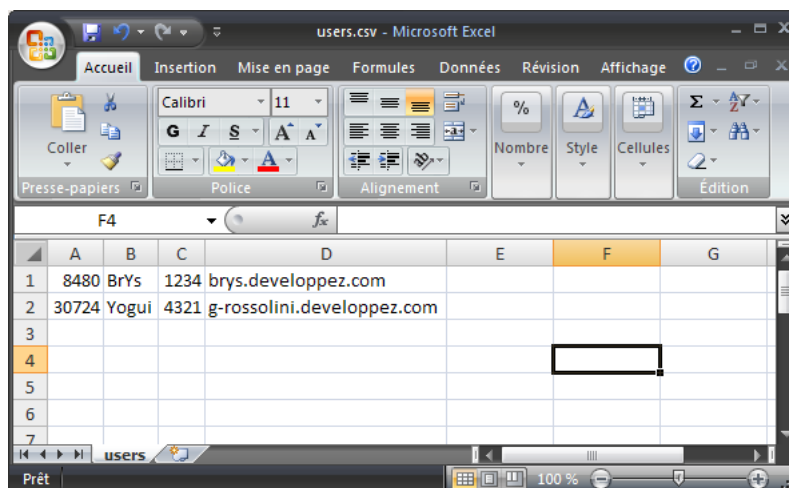 users.csv - Microsoft Excel
Accueil Insertion Mise en page Formules Données Révision Affichage
Calibri 11
G I S A A
A
Coller
% Nombre
Style
Cellules
Σ
Presse-papiers Police Alignement Édition
F4 fx
A B C D E F G
1 8480 BrYs 1234 brys.developpez.com
2 30724 Yogui 4321 g-rossolini.developpez.com
3
4
5
6
7
users
Prêt 100 %